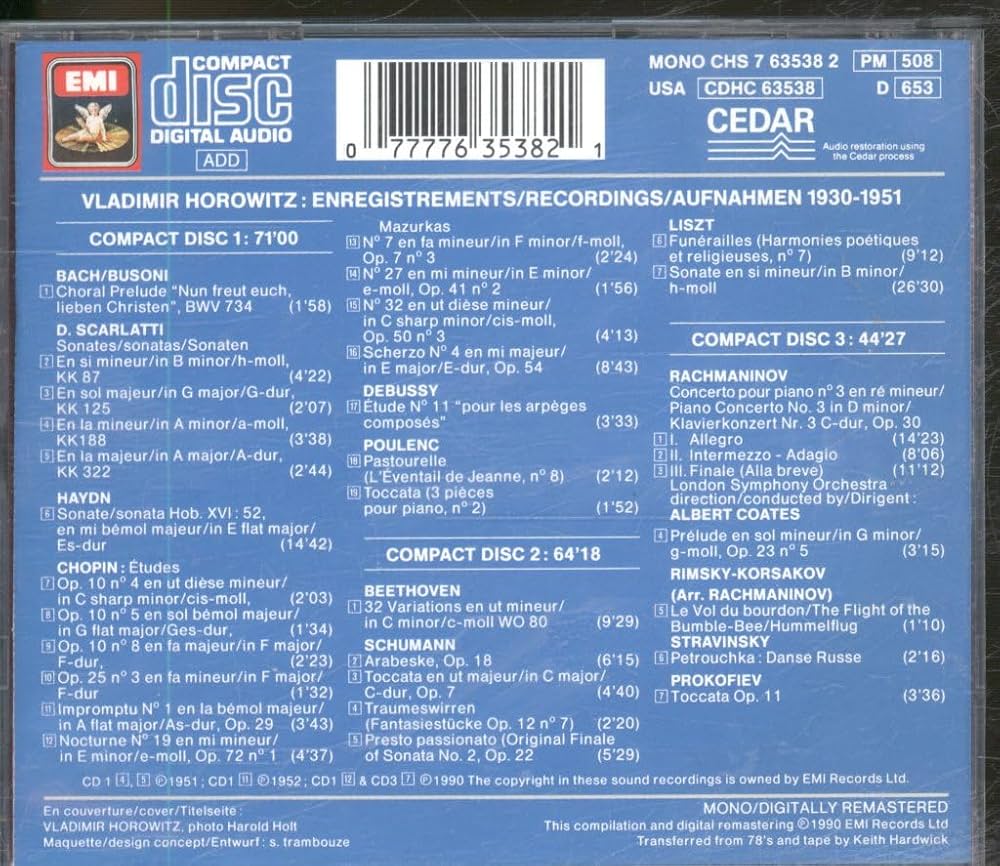 EMI
COMPACT
disc
DIGITAL AUDIO
ADD
0 77776 35382 1
MONO CHS 7 63538 2 PM 508
USA CDHC 63538 D 653
CEDAR
Audio restoration using
the Cedar process
VLADIMIR HOROWITZ : ENREGISTREMENTS/RECORDINGS/AUFNAHMEN 1930-1951
COMPACT DISC 1 : 71'00
BACH/BUSONI
1 Choral Prelude "Nun freut euch,
lieben Christen", BWV 734 (1'58)
D. SCARLATTI
Sonates/sonatas/Sonaten
2 En si mineur/in B minor/h-moll,
KK 87 (4'22)
3 En sol majeur/in G major/G-dur,
KK 125 (2'07)
4 En la mineur/in A minor/a-moll,
KK188 (3'38)
5 En la majeur/in A major/A-dur,
KK 322 (2'44)
HAYDN
6 Sonate/sonata Hob. XVI : 52,
en mi bémol majeur/in E flat major/
Es-dur (14'42)
CHOPIN : Études
7 Op. 10 nº 4 en ut dièse mineur/
in C sharp minor/cis-moll, (2'03)
8 Op. 10 nº 5 en sol bémol majeur/
in G flat major/Ges-dur, (1'34)
9 Op. 10 nº 8 en fa majeur/in F major/
F-dur, (2'23)
10 Op. 25 nº 3 en fa mineur/in F major/
F-dur (1'32)
11 Impromptu Nº 1 en la bémol majeur/
in A flat major/As-dur, Op. 29 (3'43)
12 Nocturne Nº 19 en mi mineur/
in E minor/e-moll, Op. 72 nº 1 (4'37)
Mazurkas
13 Nº 7 en fa mineur/in F minor/f-moll,
Op. 7 nº 3 (2'24)
14 Nº 27 en mi mineur/in E minor/
e-moll, Op. 41 nº 2 (1'56)
15 Nº 32 en ut dièse mineur/
in C sharp minor/cis-moll,
Op. 50 nº 3 (4'13)
16 Scherzo Nº 4 en mi majeur/
in E major/E-dur, Op. 54 (8'43)
DEBUSSY
17 Étude Nº 11 "pour les arpèges
composés" (3'33)
POULENC
18 Pastourelle
(L'Éventail de Jeanne, nº 8) (2'12)
19 Toccata (3 pièces
pour piano, nº 2) (1'52)
COMPACT DISC 2 : 64'18
BEETHOVEN
1 32 Variations en ut mineur/
in C minor/c-moll WO 80 (9'29)
SCHUMANN
2 Arabeske, Op. 18 (6'15)
3 Toccata en ut majeur/in C major/
C-dur, Op. 7 (4'40)
4 Traumeswirren
(Fantasiestücke Op. 12 nº 7) (2'20)
5 Presto passionato (Original Finale
of Sonata No. 2, Op. 22 (5'29)
LISZT
6 Funérailles (Harmonies poétiques
et religieuses, nº 7) (9'12)
7 Sonate en si mineur/in B minor/
h-moll (26'30)
COMPACT DISC 3 : 44'27
RACHMANINOV
Concerto pour piano nº 3 en ré mineur/
Piano Concerto No. 3 in D minor/
Klavierkonzert Nr. 3 C-dur, Op. 30
1 I. Allegro (14'23)
2 II. Intermezzo - Adagio (8'06)
3 III. Finale (Alla breve) (11'12)
London Symphony Orchestra
direction/conducted by/Dirigent :
ALBERT COATES
4 Prélude en sol mineur/in G minor/
g-moll, Op. 23 nº 5 (3'15)
RIMSKY-KORSAKOV
(Arr. RACHMANINOV)
5 Le Vol du bourdon/The Flight of the
Bumble-Bee/Hummelflug (1'10)
STRAVINSKY
6 Petrouchka : Danse Russe (2'16)
PROKOFIEV
7 Toccata Op. 11 (3'36)
CD 1 4, 5 ℗1951 ; CD1 11 ℗1952 ; CD1 12 & CD3 7 ℗1990 The copyright in these sound recordings is owned by EMI Records Ltd.
En couverture/cover/Titelseite :
VLADIMIR HOROWITZ, photo Harold Holt
Maquette/design concept/Entwurf : s. trambouze
MONO/DIGITALLY REMASTERED
This compilation and digital remastering ℗1990 EMI Records Ltd
Transferred from 78's and tape by Keith Hardwick